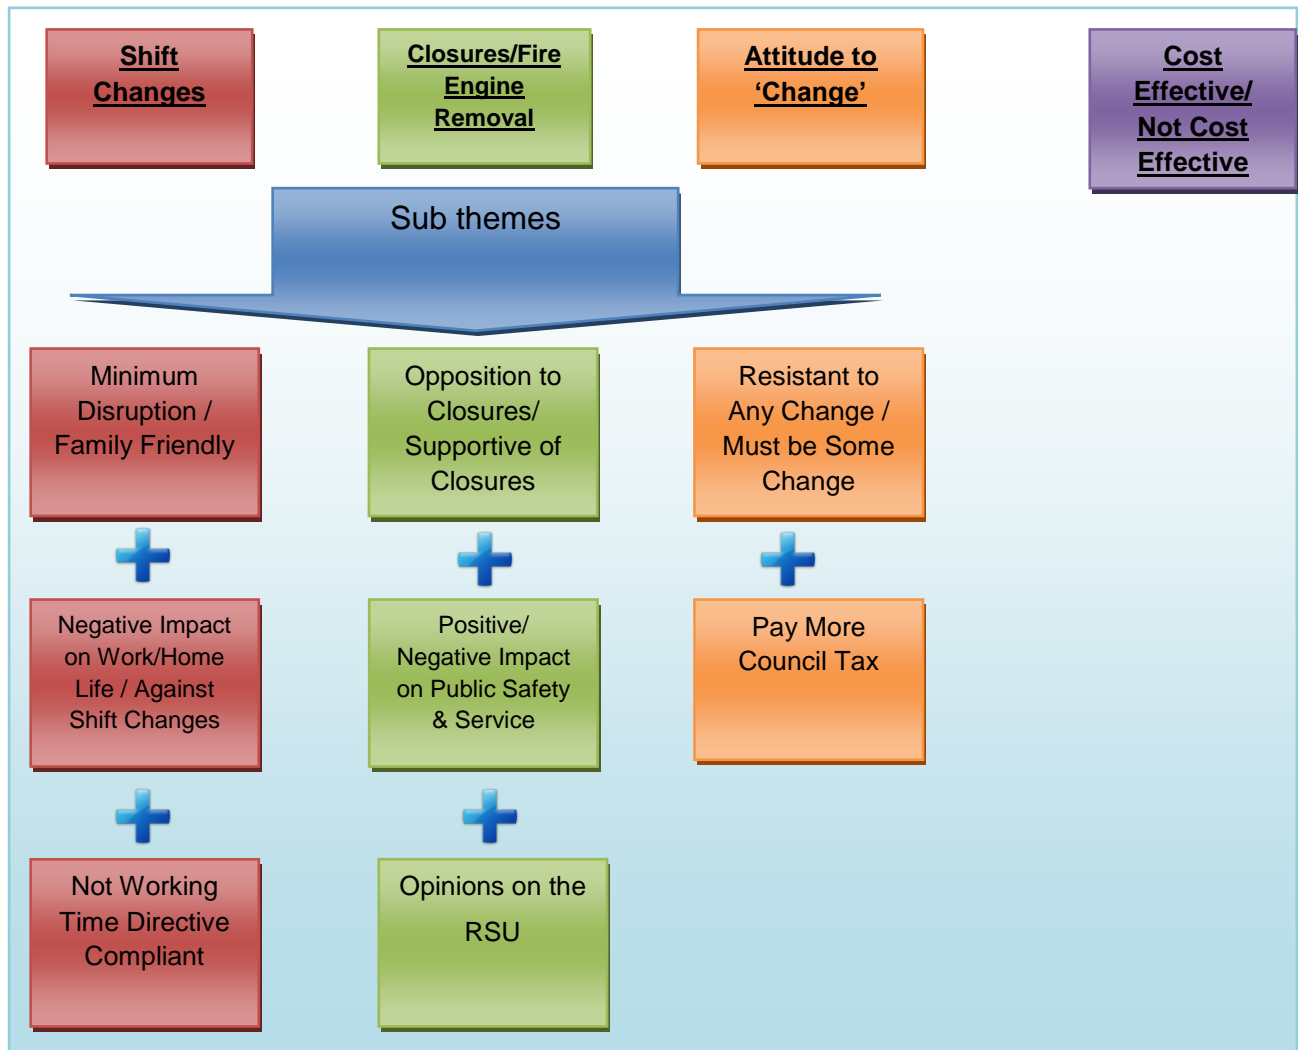 Shift
Changes
Closures/Fire
Engine
Removal
Attitude to
‘Change’
Cost
Effective/
Not Cost
Effective
Sub themes
Minimum
Disruption /
Family Friendly
Opposition to
Closures/
Supportive of
Closures
Resistant to
Any Change /
Must be Some
Change
Negative Impact
on Work/Home
Life / Against
Shift Changes
Positive/
Negative Impact
on Public Safety
& Service
Pay More
Council Tax
Not Working
Time Directive
Compliant
Opinions on the
RSU